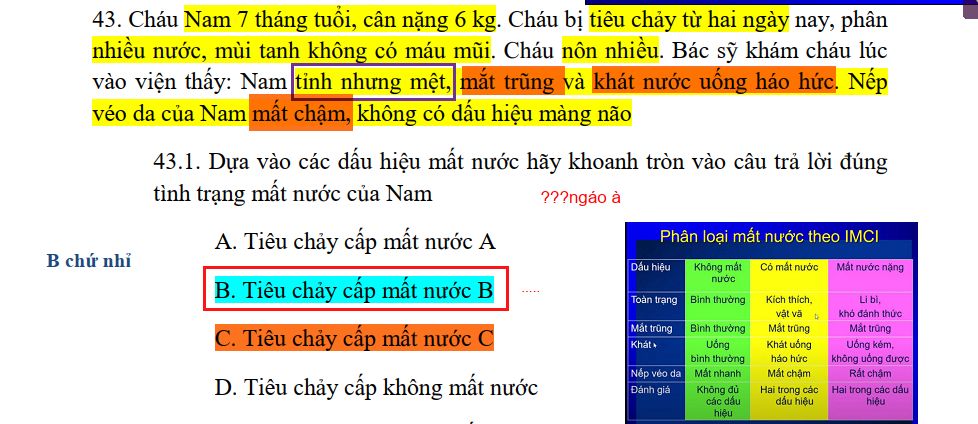 43. Cháu Nam 7 tháng tuổi, cân nặng 6 kg. Cháu bị tiêu chảy từ hai ngày nay, phân
nhiều nước, mùi tanh không có máu mũi. Cháu nôn nhiều. Bác sỹ khám cháu lúc
vào viện thấy: Nam tỉnh nhưng mệt, mắt trũng và khát nước uống háo hức. Nếp
véo da của Nam mất chậm, không có dấu hiệu màng não
43.1. Dựa vào các dấu hiệu mất nước hãy khoanh tròn vào câu trả lời đúng
tình trạng mất nước của Nam
???ngáo à
A. Tiêu chảy cấp mất nước A
B chứ nhỉ
B. Tiêu chảy cấp mất nước B
.....
C. Tiêu chảy cấp mất nước C
D. Tiêu chảy cấp không mất nước
Phân loại mất nước theo IMCI
Dấu hiệu Không mất nước Có mất nước Mất nước nặng
Toàn trạng Bình thường Kích thích, vật vã Li bì, khó đánh thức
Mắt trũng Bình thường Mắt trũng Mắt trũng
Khát Uống bình thường Khát uống háo hức Uống kém, không uống được
Nếp véo da Mất nhanh Mất chậm Rất chậm
Đánh giá Không đủ các dấu hiệu Hai trong các dấu hiệu Hai trong các dấu hiệu